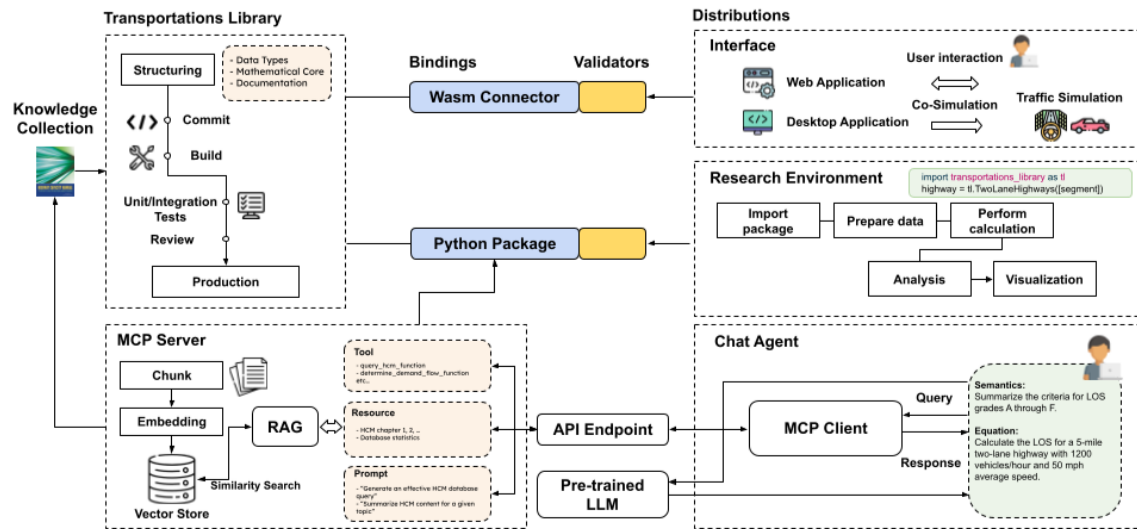 Transportations Library
Structuring
- Data Types
- Mathematical Core
- Documentation
Commit
Build
Unit/Integration
Tests
Review
Production
Knowledge
Collection
Bindings
Validators
Wasm Connector
Python Package
Distributions
Interface
User interaction
Web Application
Co-Simulation
Desktop Application
Traffic Simulation
Research Environment
import transportations_library as tl
highway = tl.TwoLaneHighways([segment])
Import
package
Prepare data
Perform
calculation
Analysis
Visualization
MCP Server
Chunk
Embedding
Vector Store
Similarity Search
RAG
Tool
- query_hcm_function
- determine_demand_flow_function
etc...
Resource
- HCM chapter 1, 2, ...
- Database statistics
Prompt
- "Generate an effective HCM database
query"
- "Summarize HCM content for a given
topic"
API Endpoint
Pre-trained
LLM
Chat Agent
MCP Client
Query
Response
Semantics:
Summarize the criteria for LOS
grades A through F.
Equation:
Calculate the LOS for a 5-mile
two-lane highway with 1200
vehicles/hour and 50 mph
average speed.